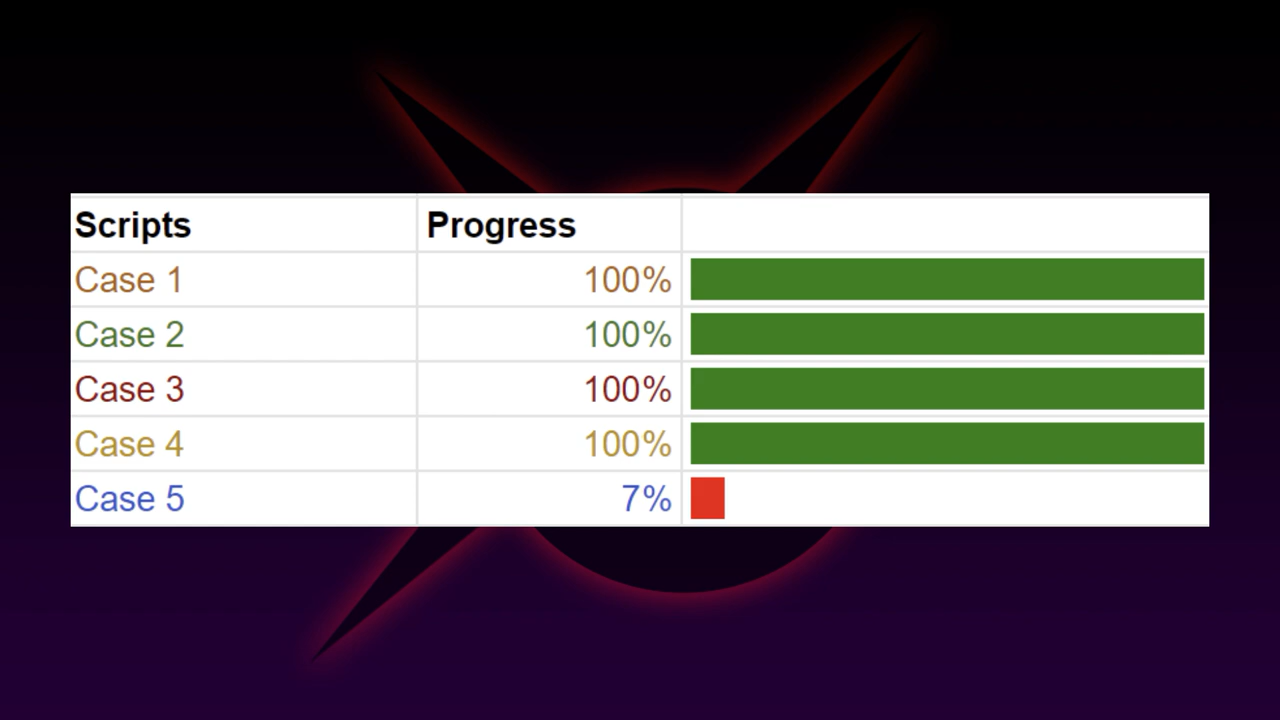 Scripts Progress
Case 1 100%
Case 2 100%
Case 3 100%
Case 4 100%
Case 5 7%